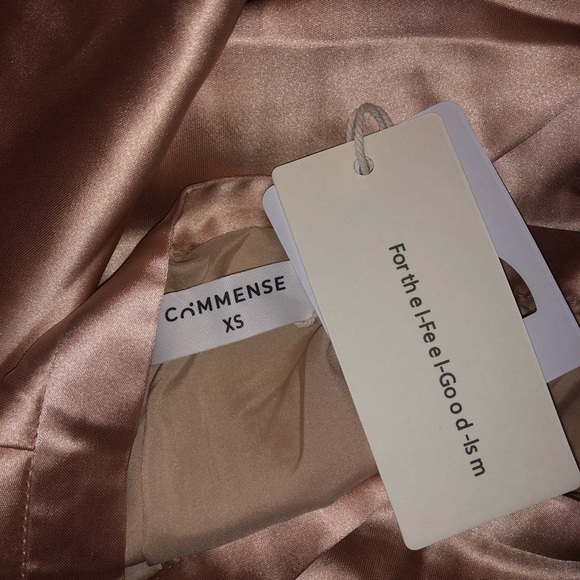 COMMENSE
XS
For the I-Feel-Good-Ism